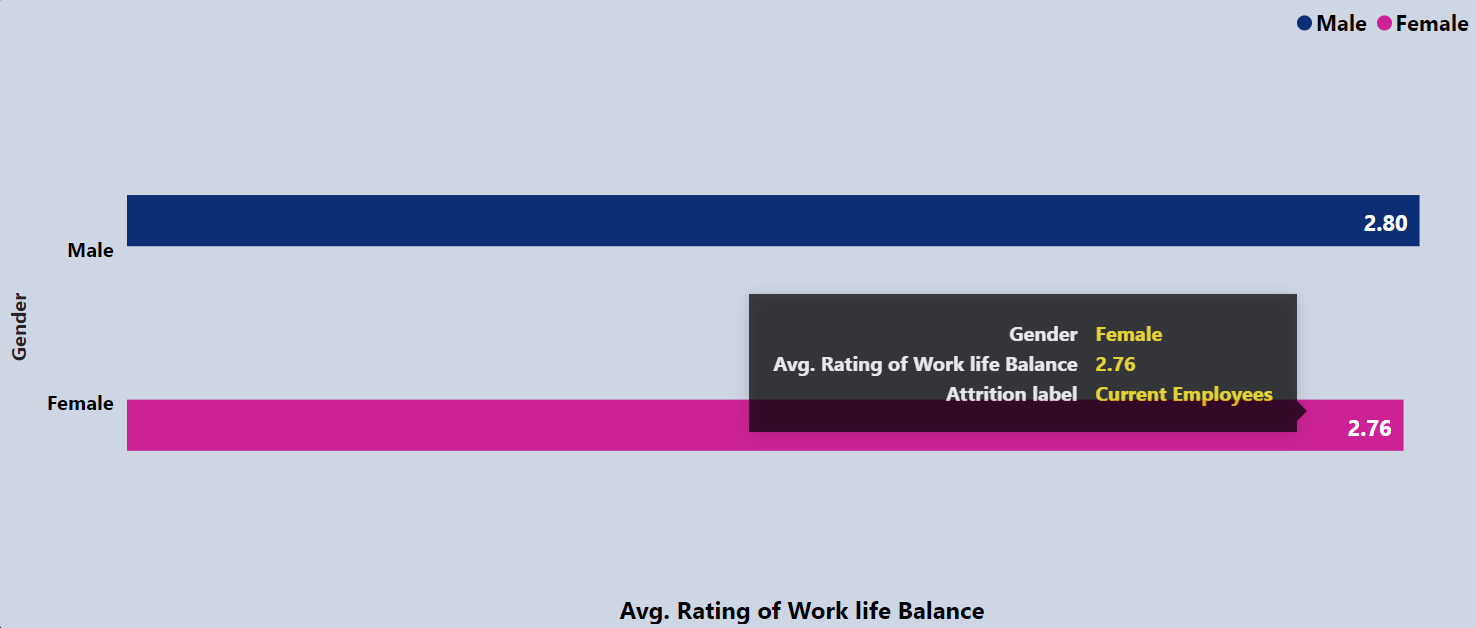 Male Female
2.80
Male
Gender
Gender Female
Avg. Rating of Work life Balance 2.76
Attrition label Current Employees
Female
2.76
Avg. Rating of Work life Balance